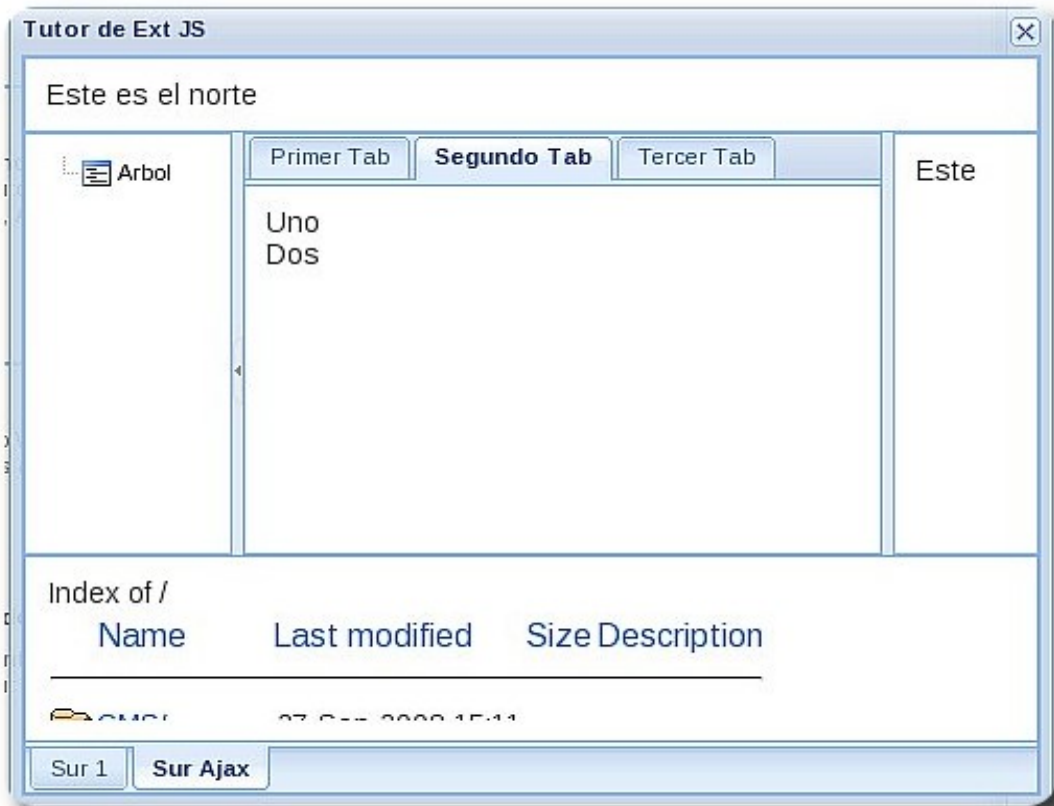 Tutor de Ext JS
Este es el norte
Arbol
Primer Tab Segundo Tab Tercer Tab
Uno
Dos
Este
Index of /
Name Last modified Size Description
Sur 1 Sur Ajax